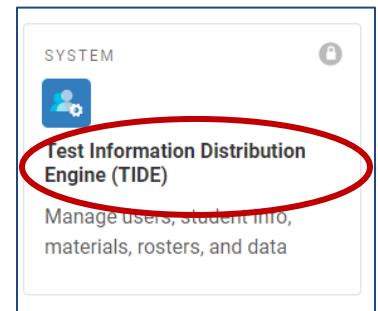 SYSTEM
Test Information Distribution
Engine (TIDE)
Manage users, student info,
materials, rosters, and data